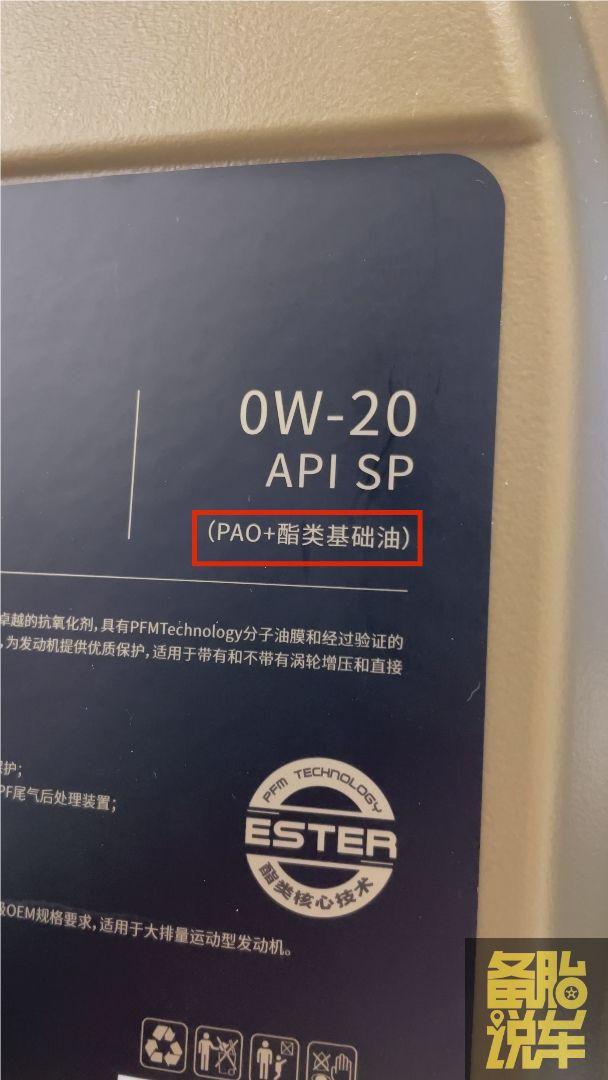 0W-20
API SP
(PAO+酯类基础油)
卓越的抗氧化剂,具有PFMTechnology分子油膜和经过验证的
,为发动机提供优质保护,适用于带有和不带有涡轮增压和直接
保护;
PF尾气后处理装置;
PFM TECHNOLOGY
ESTER
酯类核心技术
及OEM规格要求,适用于大排量运动型发动机。
备胎
说车